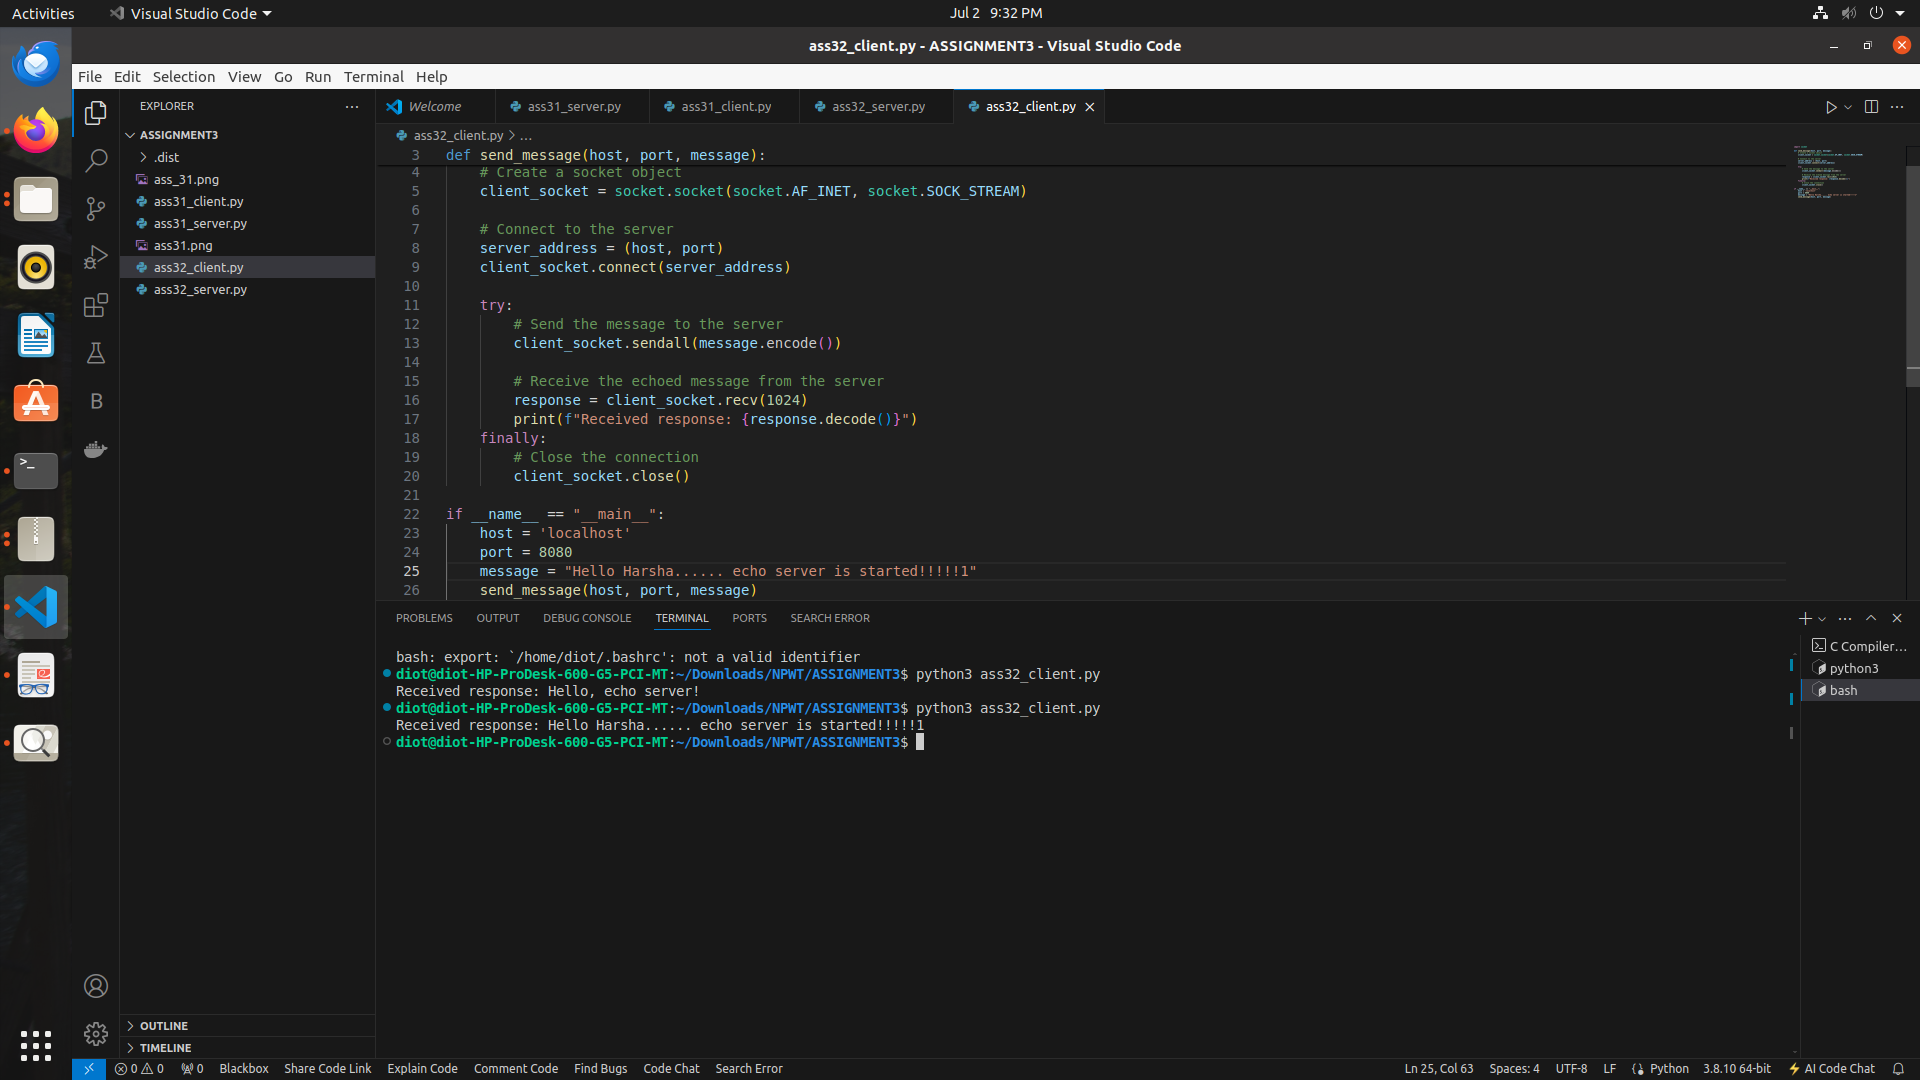 Activities
Visual Studio Code
Jul 2 9:32 PM
ass32_client.py - ASSIGNMENT3 - Visual Studio Code
File Edit Selection View Go Run Terminal Help
EXPLORER
ASSIGNMENT3
.dist
ass_31.png
ass31_client.py
ass31_server.py
ass31.png
ass32_client.py
ass32_server.py
OUTLINE
TIMELINE
Welcome
ass31_server.py
ass31_client.py
ass32_server.py
ass32_client.py
ass32_client.py > ...
3 def send_message(host, port, message):
4 # Create a socket object
5 client_socket = socket.socket(socket.AF_INET, socket.SOCK_STREAM)
6
7 # Connect to the server
8 server_address = (host, port)
9 client_socket.connect(server_address)
10
11 try:
12 # Send the message to the server
13 client_socket.sendall(message.encode())
14
15 # Receive the echoed message from the server
16 response = client_socket.recv(1024)
17 print(f"Received response: {response.decode()}")
18 finally:
19 # Close the connection
20 client_socket.close()
21
22 if __name__ == "__main__":
23 host = 'localhost'
24 port = 8080
25 message = "Hello Harsha...... echo server is started!!!!!1"
26 send_message(host, port, message)
PROBLEMS OUTPUT DEBUG CONSOLE TERMINAL PORTS SEARCH ERROR
bash: export: `/home/diot/.bashrc': not a valid identifier
diot@diot-HP-ProDesk-600-G5-PCI-MT:~/Downloads/NPWT/ASSIGNMENT3$ python3 ass32_client.py
Received response: Hello, echo server!
diot@diot-HP-ProDesk-600-G5-PCI-MT:~/Downloads/NPWT/ASSIGNMENT3$ python3 ass32_client.py
Received response: Hello Harsha...... echo server is started!!!!!1
diot@diot-HP-ProDesk-600-G5-PCI-MT:~/Downloads/NPWT/ASSIGNMENT3$
C Compiler...
python3
bash
0 0 0 Blackbox Share Code Link Explain Code Comment Code Find Bugs Code Chat Search Error
Ln 25, Col 63 Spaces: 4 UTF-8 LF Python 3.8.10 64-bit AI Code Chat